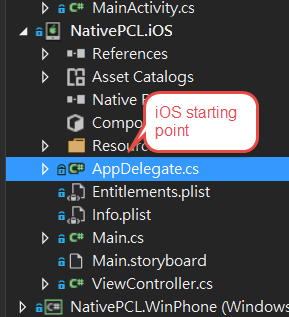 MainActivity.cs
NativePCL.iOS
References
Asset Catalogs
Native
Compo
iOS starting
point
Resour
AppDelegate.cs
Entitlements.plist
Info.plist
Main.cs
Main.storyboard
ViewController.cs
NativePCL.WinPhone (Windows